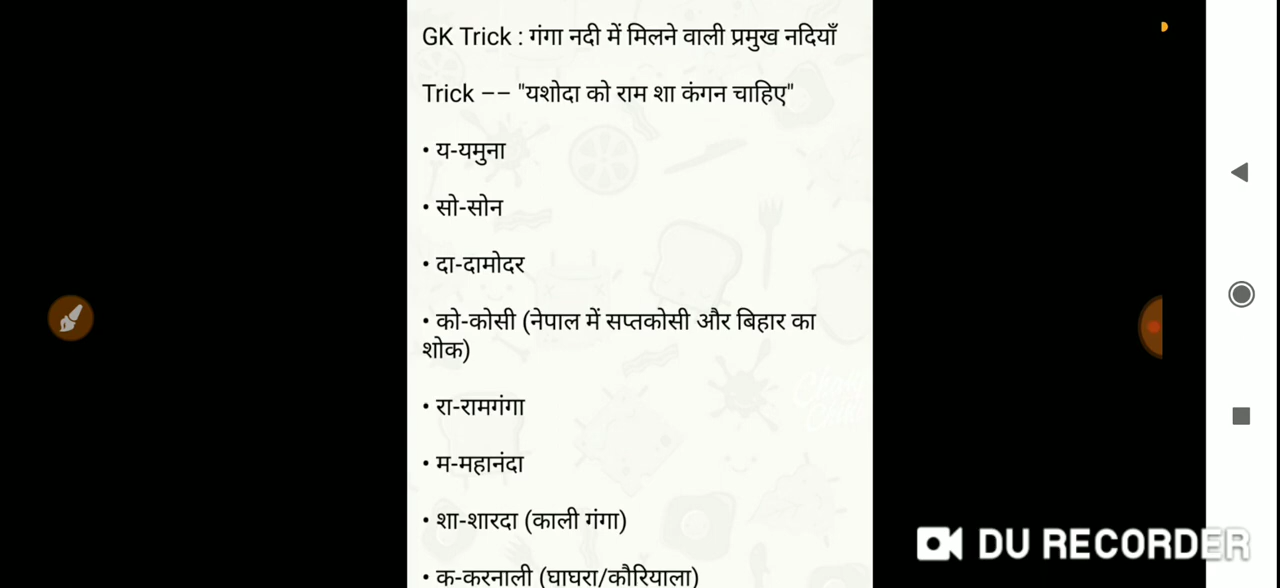 GK Trick : गंगा नदी में मिलने वाली प्रमुख नदियाँ
Trick –– "यशोदा को राम शा कंगन चाहिए"
• य-यमुना
• सो-सोन
• दा-दामोदर
• को-कोसी (नेपाल में सप्तकोसी और बिहार का
शोक)
• रा-रामगंगा
• म-महानंदा
• शा-शारदा (काली गंगा)
• क-करनाली (घाघरा/कौरियाला)
DU RECORDER